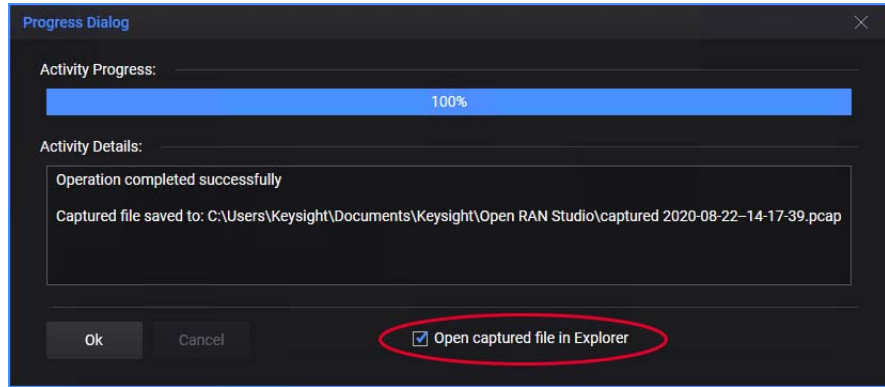 Progress Dialog
Activity Progress:
100%
Activity Details:
Operation completed successfully
Captured file saved to: C:\Users\Keysight\Documents\Keysight\Open RAN Studio\captured 2020-08-22–14-17-39.pcap
Ok
Cancel
Open captured file in Explorer